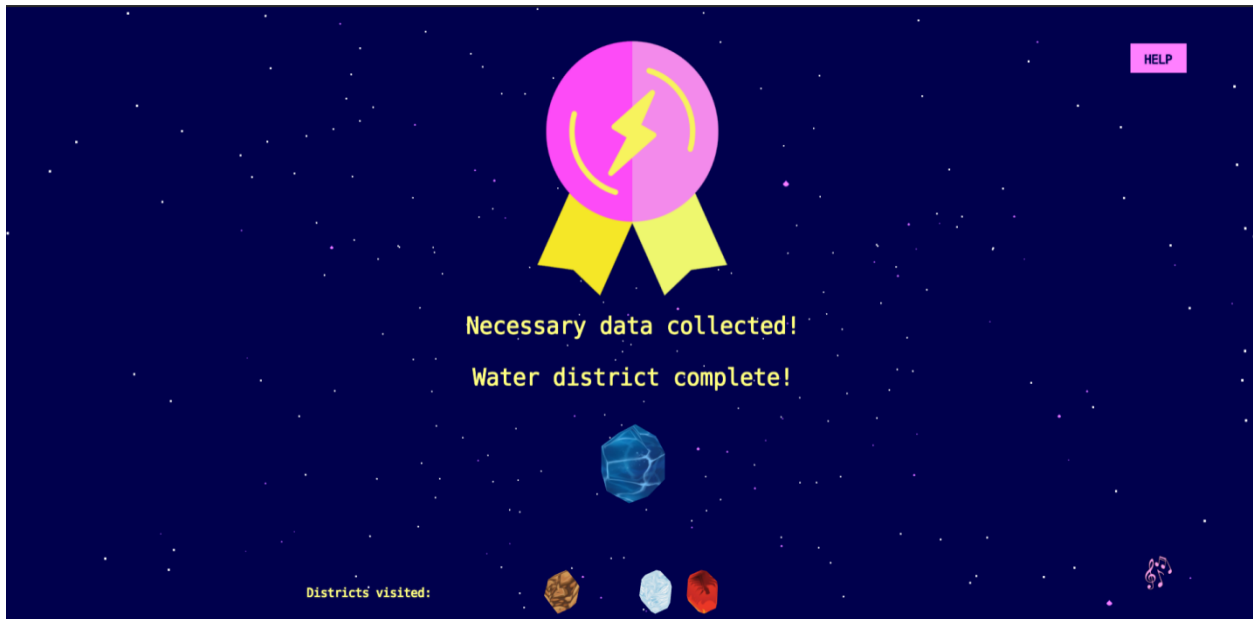 HELP
Necessary data collected!
Water district complete!
Districts visited: